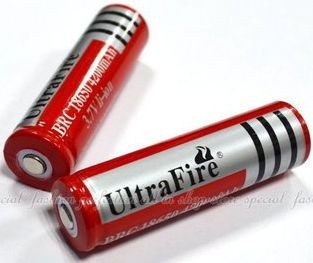 UltraFire
BRC 18650 4200mAH
3.7V li-ion
UltraFire®
BRC 18650 4200mAH